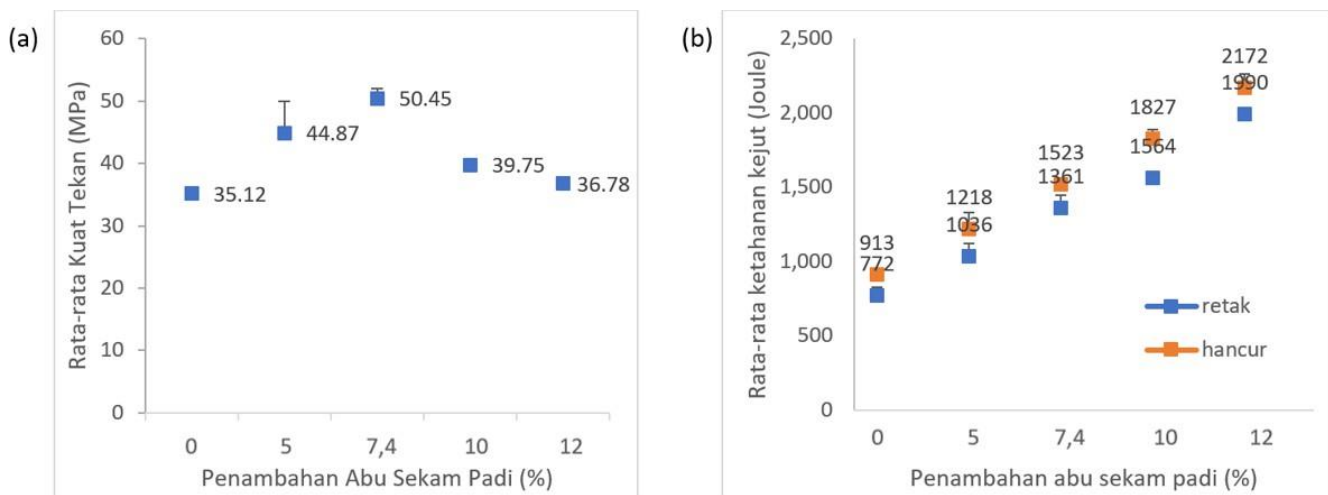 (a)
Rata-rata Kuat Tekan (MPa)
60
50
40
30
20
10
0
35.12
44.87
50.45
39.75
36.78
0 5 7,4 10 12
Penambahan Abu Sekam Padi (%)
(b)
Rata-rata ketahanan kejut (Joule)
2,500
2,000
1,500
1,000
500
0
913
772
1218
1036
1523
1361
1827
1564
2172
1990
retak
hancur
0 5 7,4 10 12
Penambahan abu sekam padi (%)